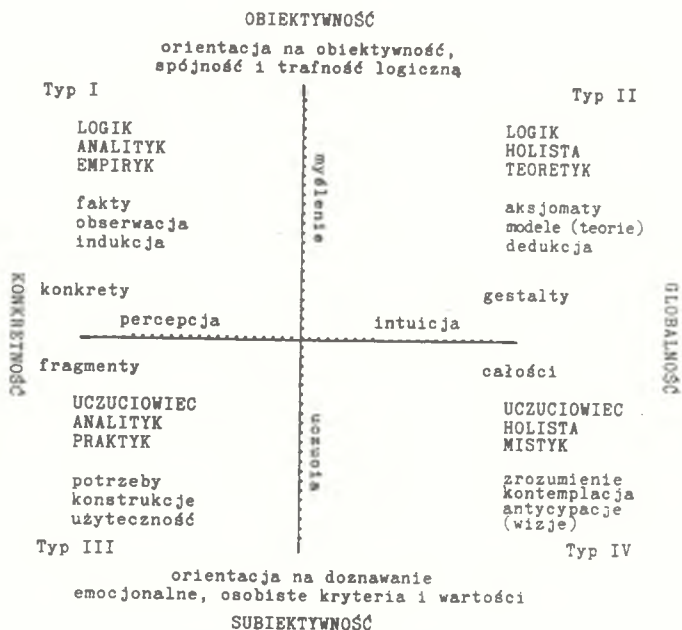 OBIEKTYWNOŚĆ
orientacja na obiektywność,
spójność i trafność logiczną
Typ I
LOGIK
ANALITYK
EMPIRYK
fakty
obserwacja
indukcja
konkrety
Typ II
LOGIK
HOLISTA
TEORETYK
aksjomaty
modele (teorie)
dedukcja
gestalty
myślenie
KONKRETNOŚĆ
percepcja
intuicja
GLOBALNOŚĆ
fragmenty
UCZUCIOWIEC
ANALITYK
PRAKTYK
potrzeby
konstrukcje
użyteczność
Typ III
uczucia
całości
UCZUCIOWIEC
HOLISTA
MISTYK
zrozumienie
kontemplacja
antycypacje
(wizje)
Typ IV
orientacja na doznawanie
emocjonalne, osobiste kryteria i wartości
SUBIEKTYWNOŚĆ